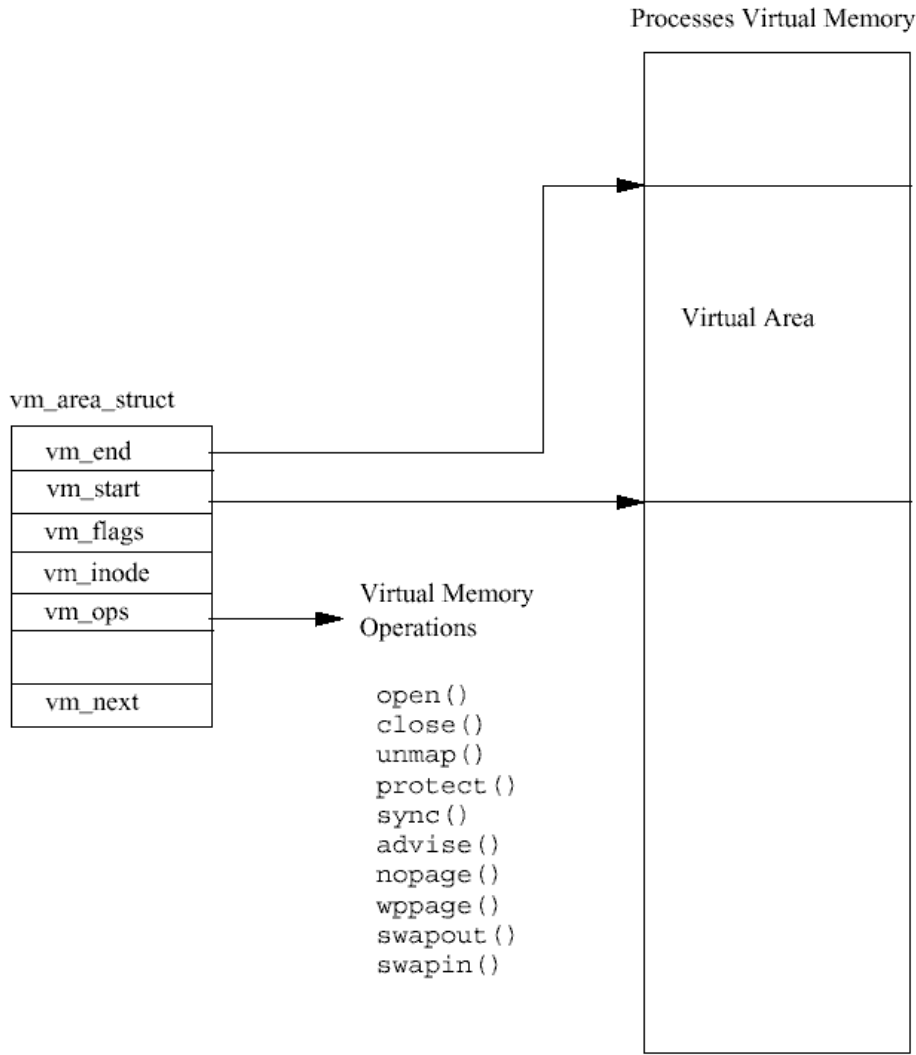 Processes Virtual Memory
Virtual Area
vm_area_struct
vm_end
vm_start
vm_flags
vm_inode
vm_ops
vm_next
Virtual Memory
Operations
open()
close()
unmap()
protect()
sync()
advise()
nopage()
wppage()
swapout()
swapin()